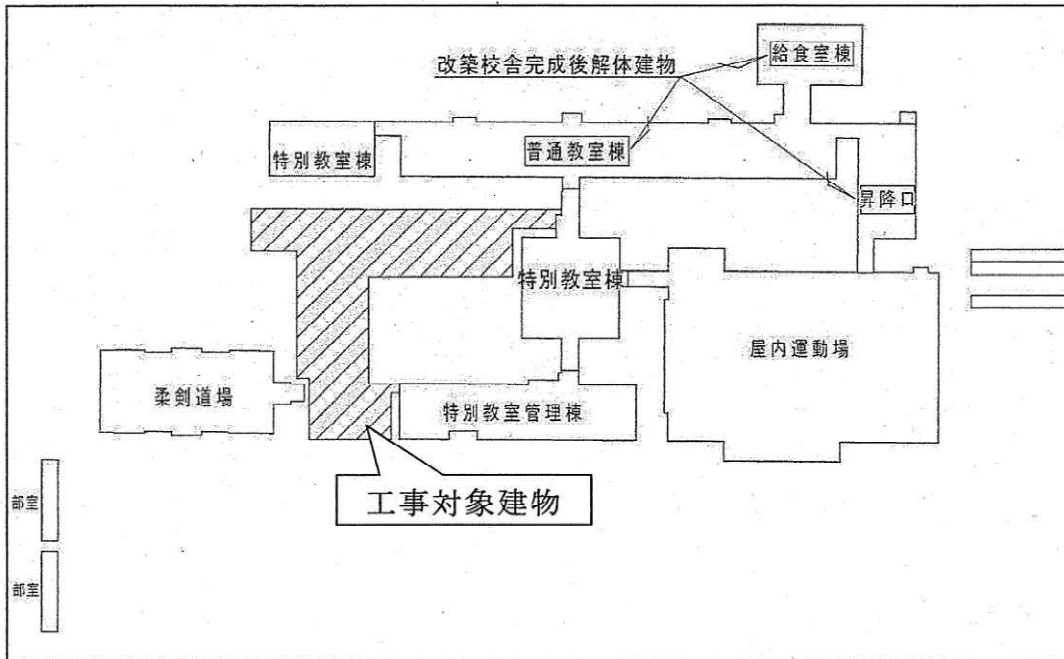 給食室棟
改築校舎完成後解体建物
特別教室棟
普通教室棟
昇降口
特別教室棟
屋内運動場
柔剣道場
特別教室管理棟
工事対象建物
部室
部室